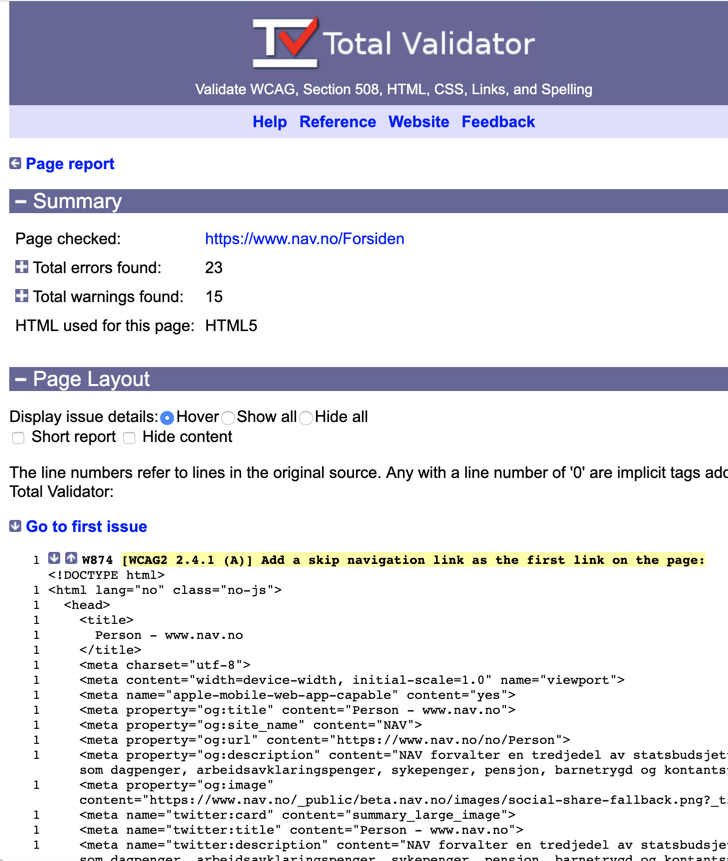 Total Validator
Validate WCAG, Section 508, HTML, CSS, Links, and Spelling
Help Reference Website Feedback
Page report
– Summary
Page checked: https://www.nav.no/Forsiden
Total errors found: 23
Total warnings found: 15
HTML used for this page: HTML5
– Page Layout
Display issue details: Hover Show all Hide all
Short report Hide content
The line numbers refer to lines in the original source. Any with a line number of '0' are implicit tags
Total Validator:
Go to first issue
1 W874 [WCAG2 2.4.1 (A)] Add a skip navigation link as the first link on the page:
<!DOCTYPE html>
1 <html lang="no" class="no-js">
1 <head>
1 <title>
1 Person - www.nav.no
1 </title>
1 <meta charset="utf-8">
1 <meta content="width=device-width, initial-scale=1.0" name="viewport">
1 <meta name="apple-mobile-web-app-capable" content="yes">
1 <meta property="og:title" content="Person - www.nav.no">
1 <meta property="og:site_name" content="NAV">
1 <meta property="og:url" content="https://www.nav.no/no/Person">
1 <meta property="og:description" content="NAV forvalter en tredjedel av statsbudsjet
som dagpenger, arbeidsavklaringspenger, sykepenger, pensjon, barnetrygd og kontants
1 <meta property="og:image"
content="https://www.nav.no/_public/beta.nav.no/images/social-share-fallback.png?_t
1 <meta name="twitter:card" content="summary_large_image">
1 <meta name="twitter:title" content="Person - www.nav.no">
1 <meta name="twitter:description" content="NAV forvalter en tredjedel av statsbudsje
som dagpenger, arbeidsavklaringspenger, sykepenger, pensjon, barnetrygd og kontants